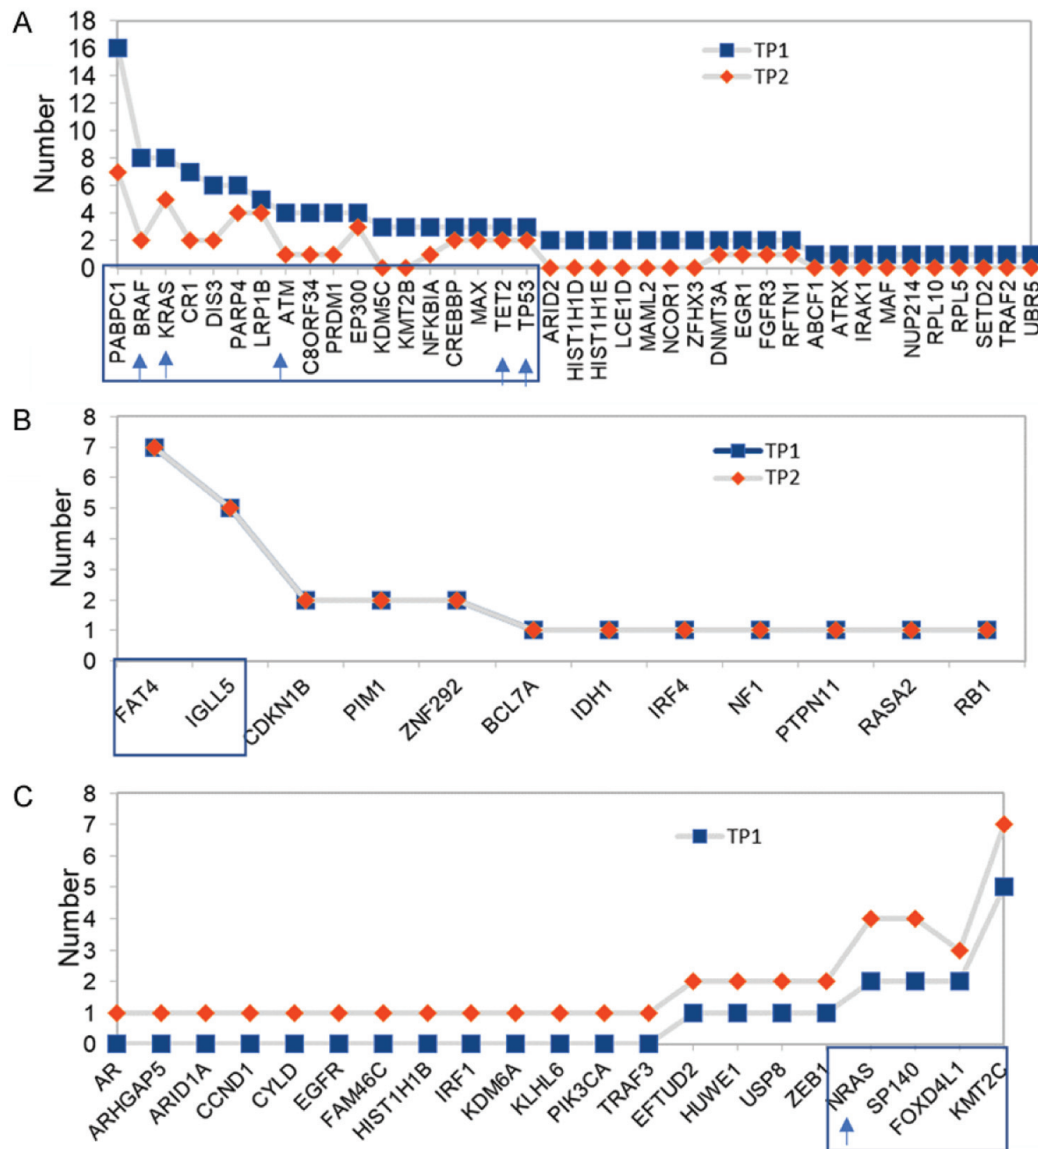 A
18
16
14
12
10
8
6
4
2
0
Number
TP1
TP2
PABPC1
BRAF
KRAS
CR1
DIS3
PARP4
LRP1B
ATM
C8ORF34
PRDM1
EP300
KDM5C
KMT2B
NFKBIA
CREBBP
MAX
TET2
TP53
ARID2
HIST1H1D
HIST1H1E
LCE1D
MAML2
NCOR1
ZFHX3
DNMT3A
EGR1
FGFR3
RFTN1
ABCF1
ATRX
IRAK1
MAF
NUP214
RPL10
RPL5
SETD2
TRAF2
UBR5
B
8
7
6
5
4
3
2
1
0
Number
TP1
TP2
FAT4
IGLL5
CDKN1B
PIM1
ZNF292
BCL7A
IDH1
IRF4
NF1
PTPN11
RASA2
RB1
C
8
7
6
5
4
3
2
1
0
Number
TP1
AR
ARHGAP5
ARID1A
CCND1
CYLD
EGFR
FAM46C
HIST1H1B
IRF1
KDM6A
KLHL6
PIK3CA
TRAF3
EFTUD2
HUWE1
USP8
ZEB1
NRAS
SP140
FOXD4L1
KMT2C